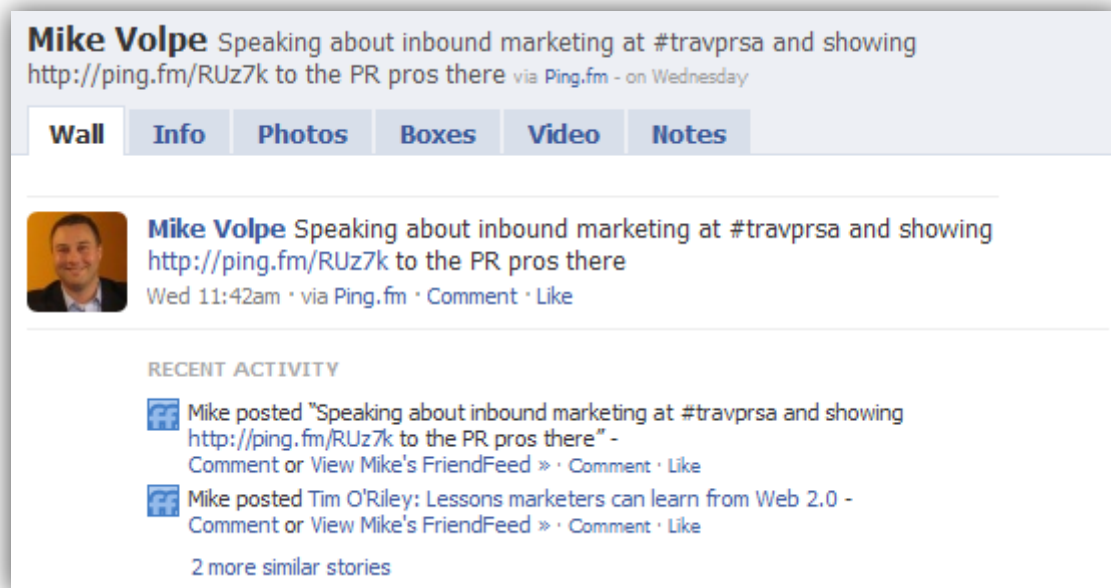 Mike Volpe Speaking about inbound marketing at #travprsa and showing
http://ping.fm/RUz7k to the PR pros there via Ping.fm - on Wednesday
Wall Info Photos Boxes Video Notes
Mike Volpe Speaking about inbound marketing at #travprsa and showing
http://ping.fm/RUz7k to the PR pros there
Wed 11:42am · via Ping.fm · Comment · Like
RECENT ACTIVITY
ff Mike posted “Speaking about inbound marketing at #travprsa and showing
http://ping.fm/RUz7k to the PR pros there” -
Comment or View Mike's FriendFeed » · Comment · Like
ff Mike posted Tim O'Riley: Lessons marketers can learn from Web 2.0 -
Comment or View Mike's FriendFeed » · Comment · Like
2 more similar stories